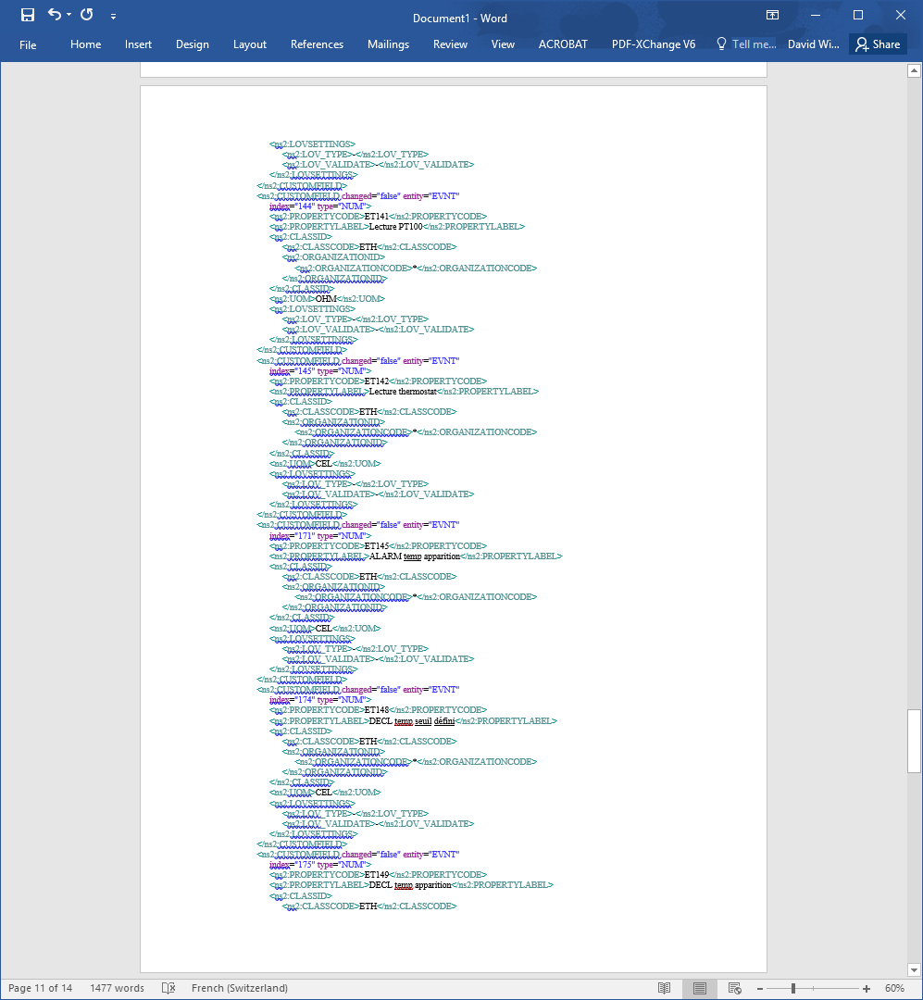 Document1 - Word
File Home Insert Design Layout References Mailings Review View ACROBAT PDF-XChange V6 Tell me... David Wi... Share
<ns2:LOVSETTINGS>
<ns2:LOV_TYPE>-</ns2:LOV_TYPE>
<ns2:LOV_VALIDATE>-</ns2:LOV_VALIDATE>
</ns2:LOVSETTINGS>
</ns2:CUSTOMFIELD>
<ns2:CUSTOMFIELD changed="false" entity="EVNT"
index="144" type="NUM">
<ns2:PROPERTYCODE>ET141</ns2:PROPERTYCODE>
<ns2:PROPERTYLABEL>Lecture PT100</ns2:PROPERTYLABEL>
<ns2:CLASSID>
<ns2:CLASSCODE>ETH</ns2:CLASSCODE>
<ns2:ORGANIZATIONID>
<ns2:ORGANIZATIONCODE>*</ns2:ORGANIZATIONCODE>
</ns2:ORGANIZATIONID>
</ns2:CLASSID>
<ns2:UOM>OHM</ns2:UOM>
<ns2:LOVSETTINGS>
<ns2:LOV_TYPE>-</ns2:LOV_TYPE>
<ns2:LOV_VALIDATE>-</ns2:LOV_VALIDATE>
</ns2:LOVSETTINGS>
</ns2:CUSTOMFIELD>
<ns2:CUSTOMFIELD changed="false" entity="EVNT"
index="145" type="NUM">
<ns2:PROPERTYCODE>ET142</ns2:PROPERTYCODE>
<ns2:PROPERTYLABEL>Lecture thermostat</ns2:PROPERTYLABEL>
<ns2:CLASSID>
<ns2:CLASSCODE>ETH</ns2:CLASSCODE>
<ns2:ORGANIZATIONID>
<ns2:ORGANIZATIONCODE>*</ns2:ORGANIZATIONCODE>
</ns2:ORGANIZATIONID>
</ns2:CLASSID>
<ns2:UOM>CEL</ns2:UOM>
<ns2:LOVSETTINGS>
<ns2:LOV_TYPE>-</ns2:LOV_TYPE>
<ns2:LOV_VALIDATE>-</ns2:LOV_VALIDATE>
</ns2:LOVSETTINGS>
</ns2:CUSTOMFIELD>
<ns2:CUSTOMFIELD changed="false" entity="EVNT"
index="171" type="NUM">
<ns2:PROPERTYCODE>ET145</ns2:PROPERTYCODE>
<ns2:PROPERTYLABEL>ALARM temp apparition</ns2:PROPERTYLABEL>
<ns2:CLASSID>
<ns2:CLASSCODE>ETH</ns2:CLASSCODE>
<ns2:ORGANIZATIONID>
<ns2:ORGANIZATIONCODE>*</ns2:ORGANIZATIONCODE>
</ns2:ORGANIZATIONID>
</ns2:CLASSID>
<ns2:UOM>CEL</ns2:UOM>
<ns2:LOVSETTINGS>
<ns2:LOV_TYPE>-</ns2:LOV_TYPE>
<ns2:LOV_VALIDATE>-</ns2:LOV_VALIDATE>
</ns2:LOVSETTINGS>
</ns2:CUSTOMFIELD>
<ns2:CUSTOMFIELD changed="false" entity="EVNT"
index="174" type="NUM">
<ns2:PROPERTYCODE>ET148</ns2:PROPERTYCODE>
<ns2:PROPERTYLABEL>DECL temp seuil défini</ns2:PROPERTYLABEL>
<ns2:CLASSID>
<ns2:CLASSCODE>ETH</ns2:CLASSCODE>
<ns2:ORGANIZATIONID>
<ns2:ORGANIZATIONCODE>*</ns2:ORGANIZATIONCODE>
</ns2:ORGANIZATIONID>
</ns2:CLASSID>
<ns2:UOM>CEL</ns2:UOM>
<ns2:LOVSETTINGS>
<ns2:LOV_TYPE>-</ns2:LOV_TYPE>
<ns2:LOV_VALIDATE>-</ns2:LOV_VALIDATE>
</ns2:LOVSETTINGS>
</ns2:CUSTOMFIELD>
<ns2:CUSTOMFIELD changed="false" entity="EVNT"
index="175" type="NUM">
<ns2:PROPERTYCODE>ET149</ns2:PROPERTYCODE>
<ns2:PROPERTYLABEL>DECL temp apparition</ns2:PROPERTYLABEL>
<ns2:CLASSID>
<ns2:CLASSCODE>ETH</ns2:CLASSCODE>
Page 11 of 14 1477 words French (Switzerland) 60%